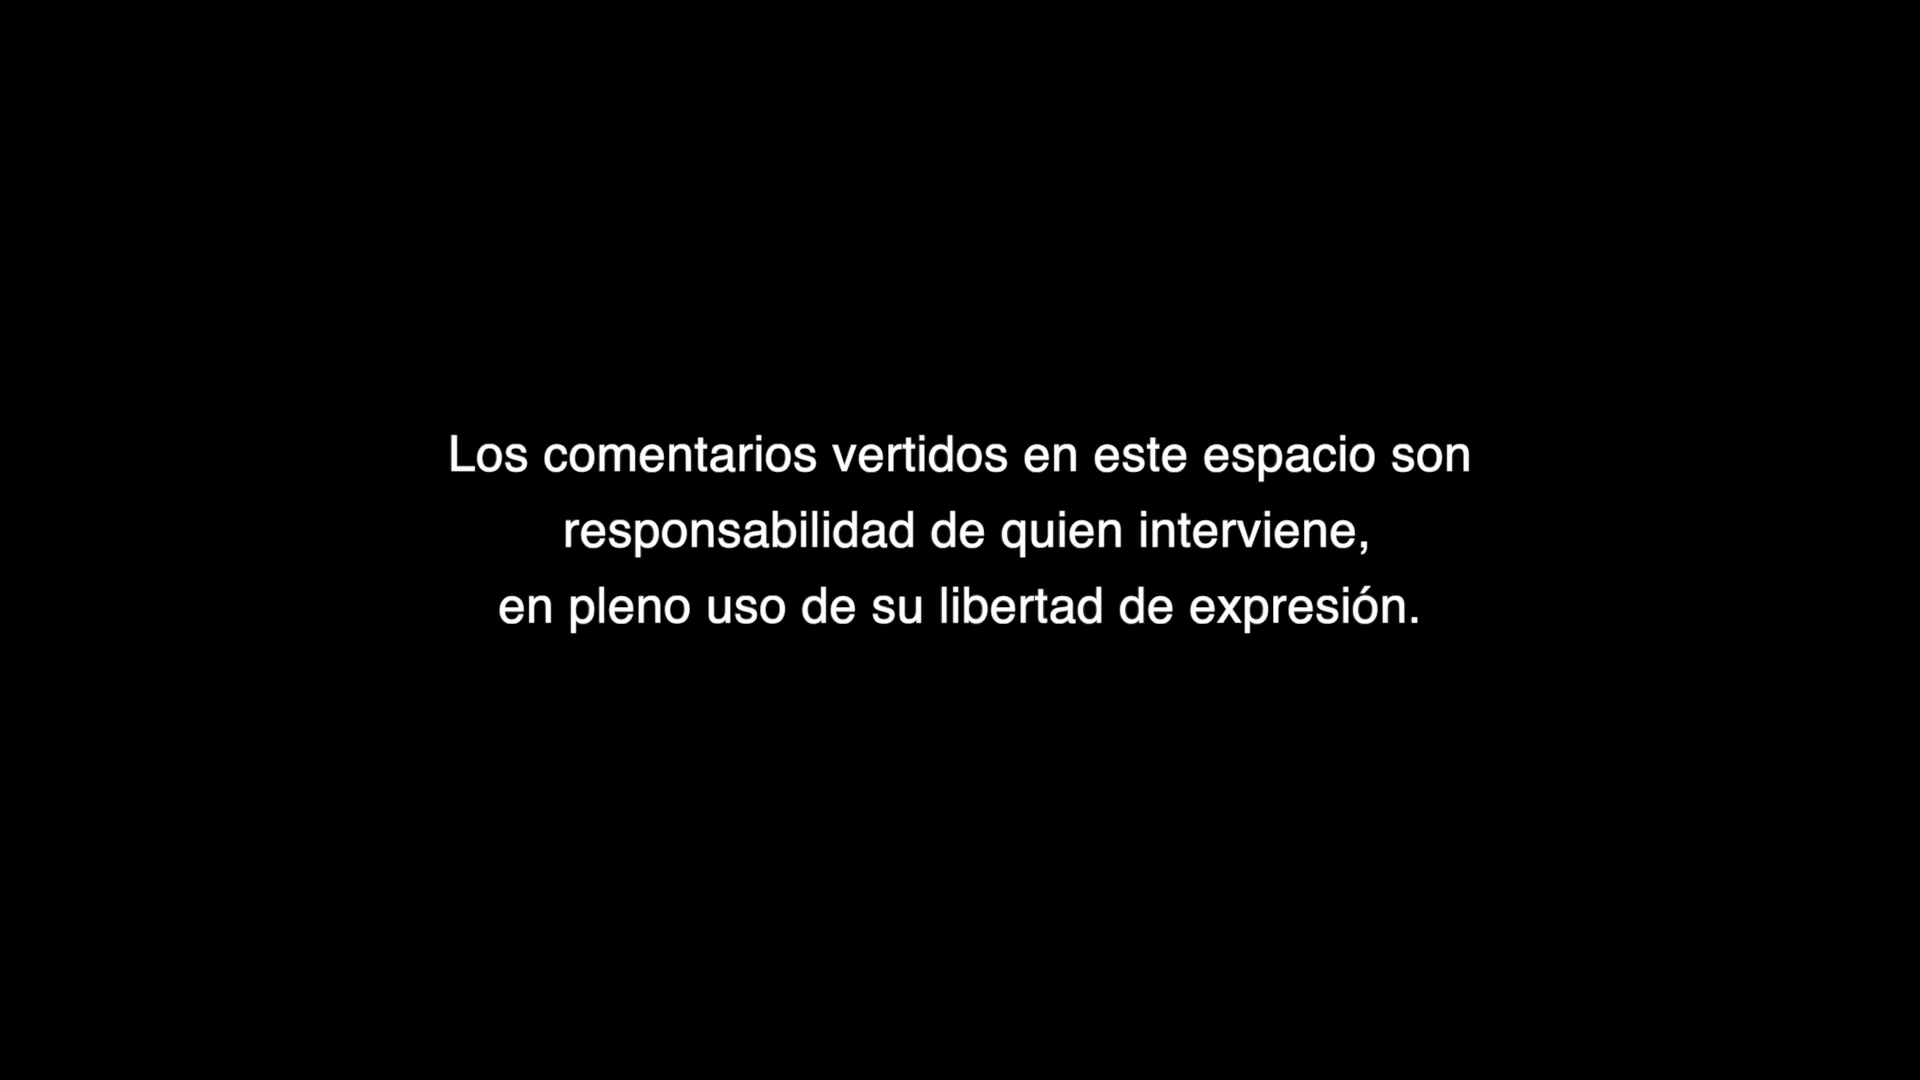 Los comentarios vertidos en este espacio son
responsabilidad de quien interviene,
en pleno uso de su libertad de expresión.